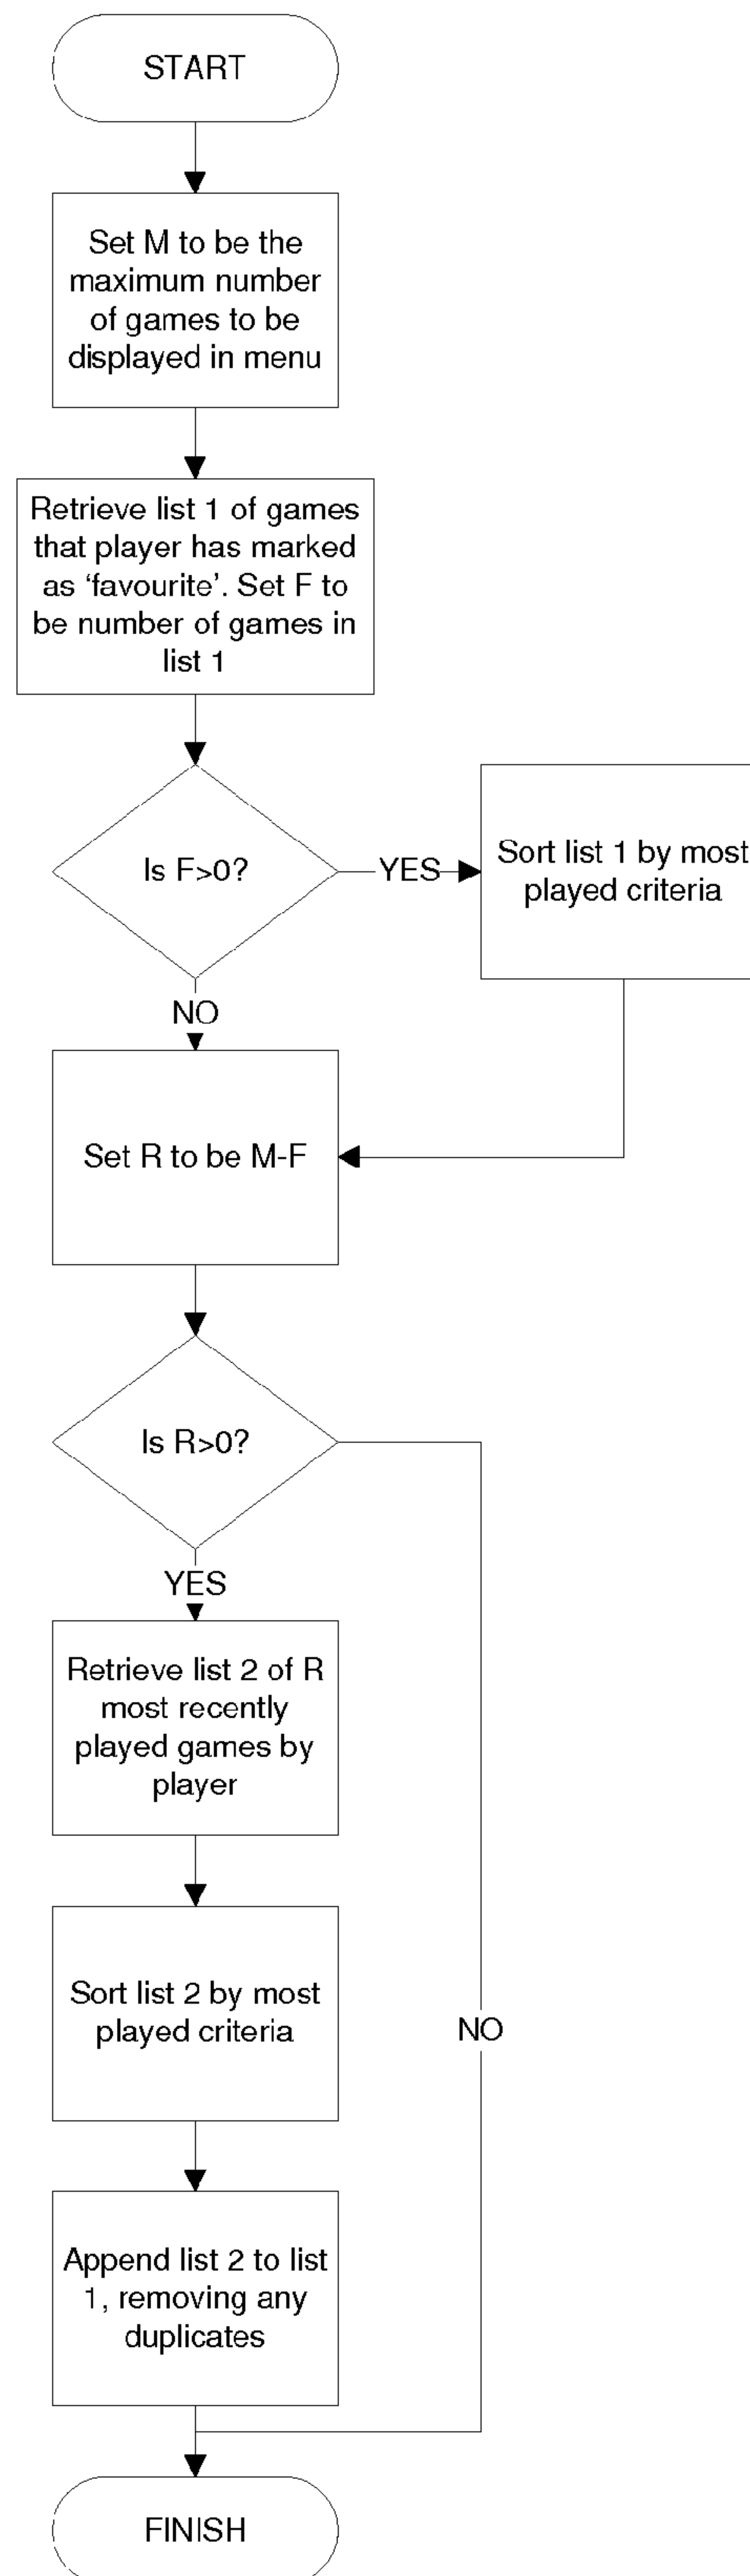 START
Set M to be the
maximum number
of games to be
displayed in menu
Retrieve list 1 of games
that player has marked
as ‘favourite’. Set F to
be number of games in
list 1
Is F>0?
YES
Sort list 1 by most
played criteria
NO
Set R to be M-F
Is R>0?
YES
Retrieve list 2 of R
most recently
played games by
player
Sort list 2 by most
played criteria
NO
Append list 2 to list
1, removing any
duplicates
FINISH